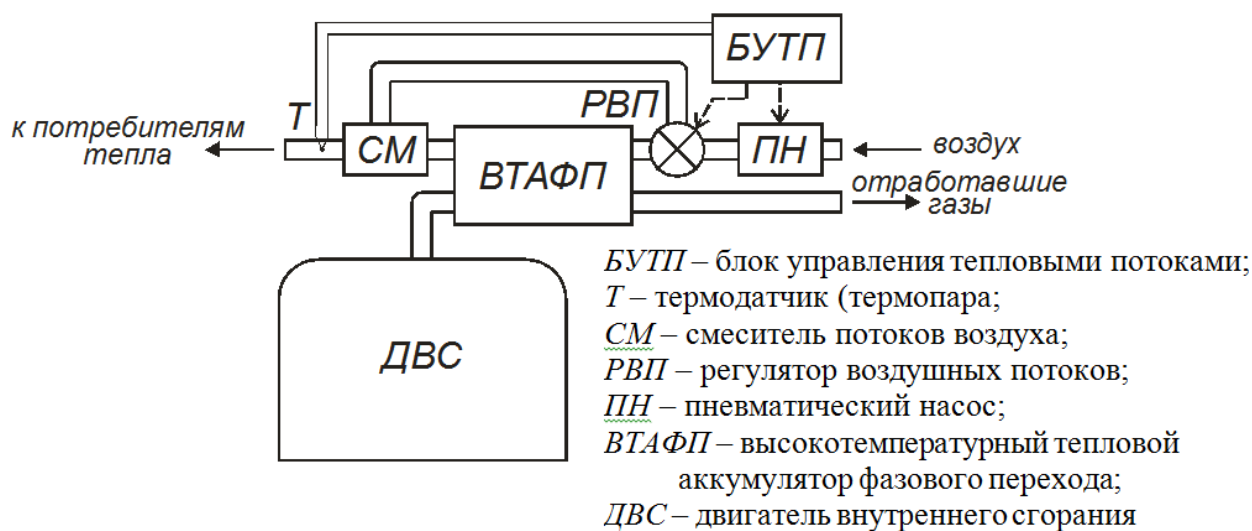 БУТП
Т
РВП
к потребителям
тепла
СМ
ВТАФП
ПН
воздух
отработавшие
газы
ДВС
БУТП – блок управления тепловыми потоками;
Т – термодатчик (термопара;
СМ – смеситель потоков воздуха;
РВП – регулятор воздушных потоков;
ПН – пневматический насос;
ВТАФП – высокотемпературный тепловой
аккумулятор фазового перехода;
ДВС – двигатель внутреннего сгорания